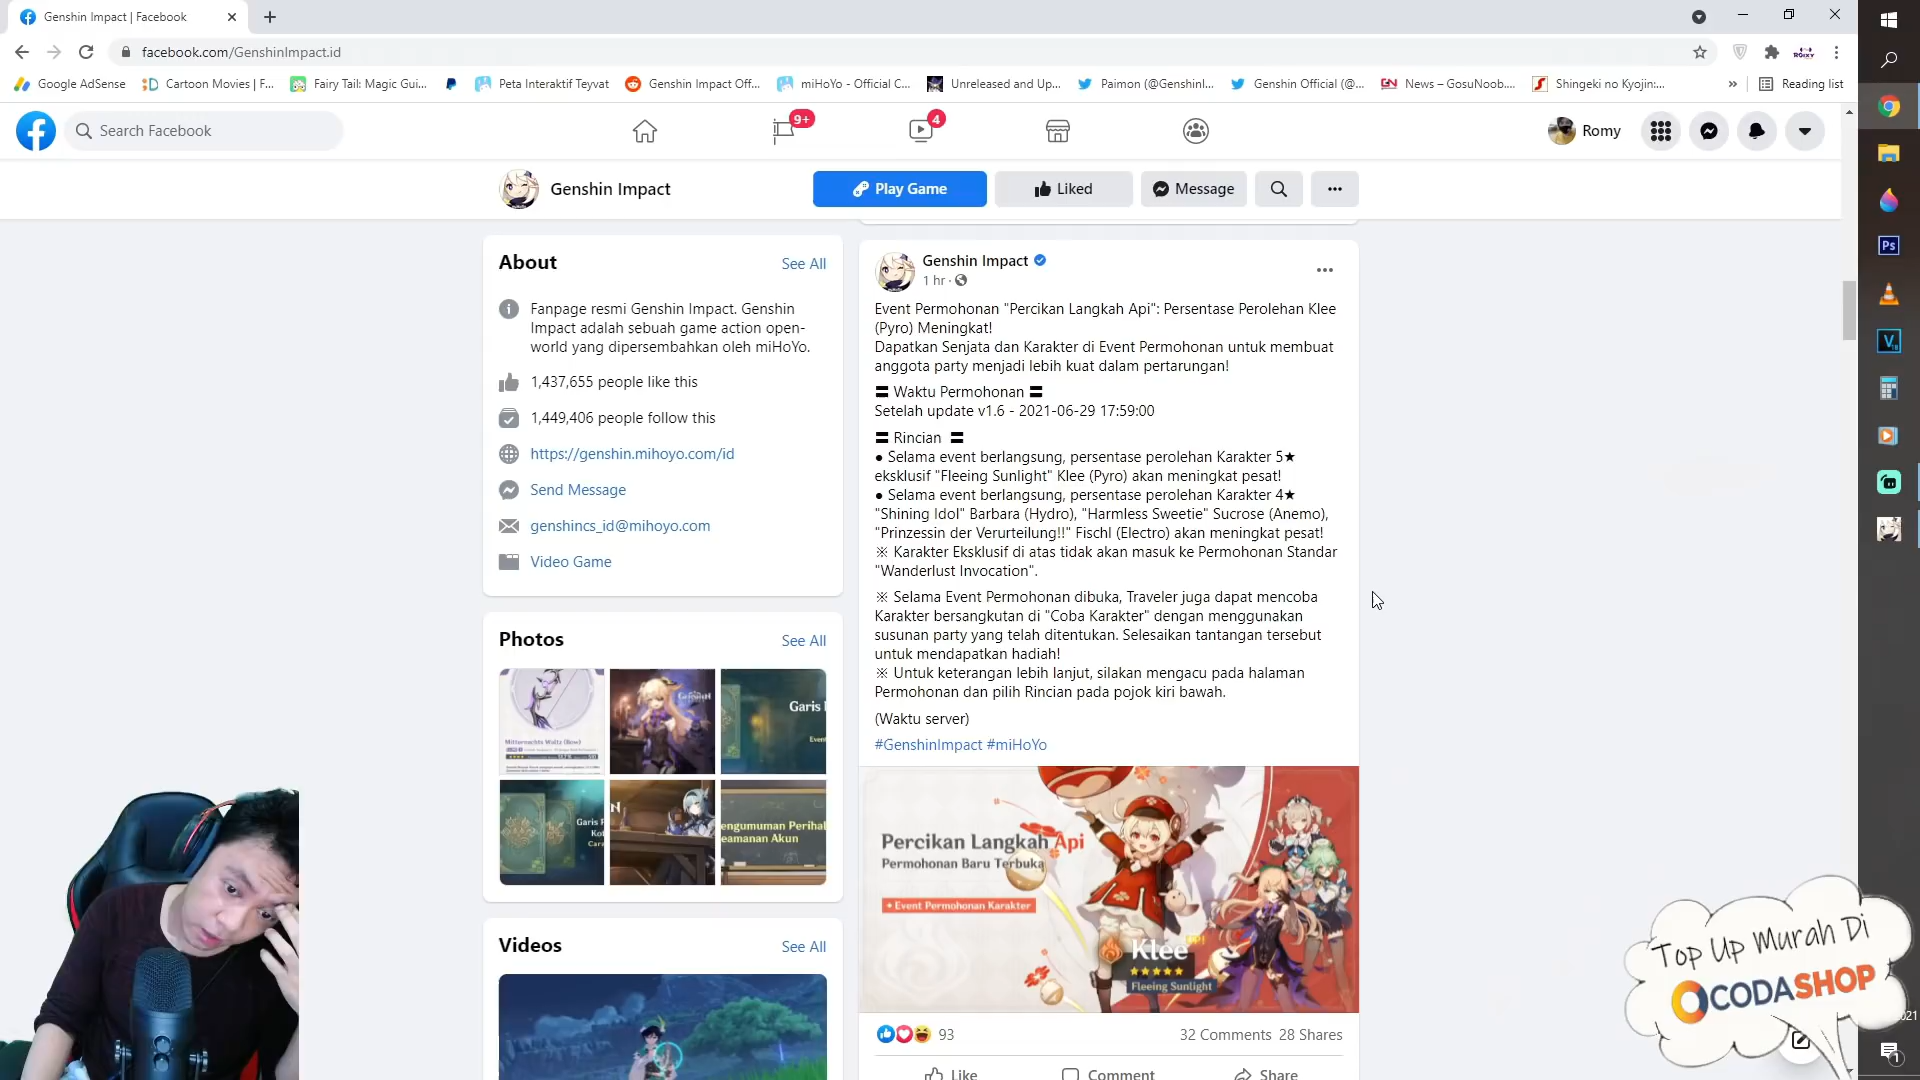 Genshin Impact | Facebook
facebook.com/GenshinImpact.id
Google AdSense
Cartoon Movies | F...
Fairy Tail: Magic Gui...
Peta Interaktif Teyvat
Genshin Impact Off...
miHoYo - Official C...
Unreleased and Up...
Paimon (@GenshinI...
Genshin Official (@...
News – GosuNoob....
Shingeki no Kyojin:...
»
Reading list
Search Facebook
9+
4
Romy
Genshin Impact
Play Game
Liked
Message
About
See All
Fanpage resmi Genshin Impact. Genshin
Impact adalah sebuah game action open-
world yang dipersembahkan oleh miHoYo.
1,437,655 people like this
1,449,406 people follow this
https://genshin.mihoyo.com/id
Send Message
genshincs_id@mihoyo.com
Video Game
Photos
See All
Mitternachts Waltz (Bow)
Garis
Event
Garis
engumuman Perihal
eamanan Akun
Videos
See All
Genshin Impact
1 hr ·
Event Permohonan "Percikan Langkah Api": Persentase Perolehan Klee
(Pyro) Meningkat!
Dapatkan Senjata dan Karakter di Event Permohonan untuk membuat
anggota party menjadi lebih kuat dalam pertarungan!
〓 Waktu Permohonan 〓
Setelah update v1.6 - 2021-06-29 17:59:00
〓 Rincian 〓
● Selama event berlangsung, persentase perolehan Karakter 5★
eksklusif "Fleeing Sunlight" Klee (Pyro) akan meningkat pesat!
● Selama event berlangsung, persentase perolehan Karakter 4★
"Shining Idol" Barbara (Hydro), "Harmless Sweetie" Sucrose (Anemo),
"Prinzessin der Verurteilung!!" Fischl (Electro) akan meningkat pesat!
※ Karakter Eksklusif di atas tidak akan masuk ke Permohonan Standar
"Wanderlust Invocation".
※ Selama Event Permohonan dibuka, Traveler juga dapat mencoba
Karakter bersangkutan di "Coba Karakter" dengan menggunakan
susunan party yang telah ditentukan. Selesaikan tantangan tersebut
untuk mendapatkan hadiah!
※ Untuk keterangan lebih lanjut, silakan mengacu pada halaman
Permohonan dan pilih Rincian pada pojok kiri bawah.
(Waktu server)
#GenshinImpact #miHoYo
Percikan Langkah Api
Permohonan Baru Terbuka
+ Event Permohonan Karakter
Klee
★★★★★
Fleeing Sunlight
93
32 Comments 28 Shares
Like
Comment
Share
Top Up Murah Di
CODASHOP
Ps
2021
1